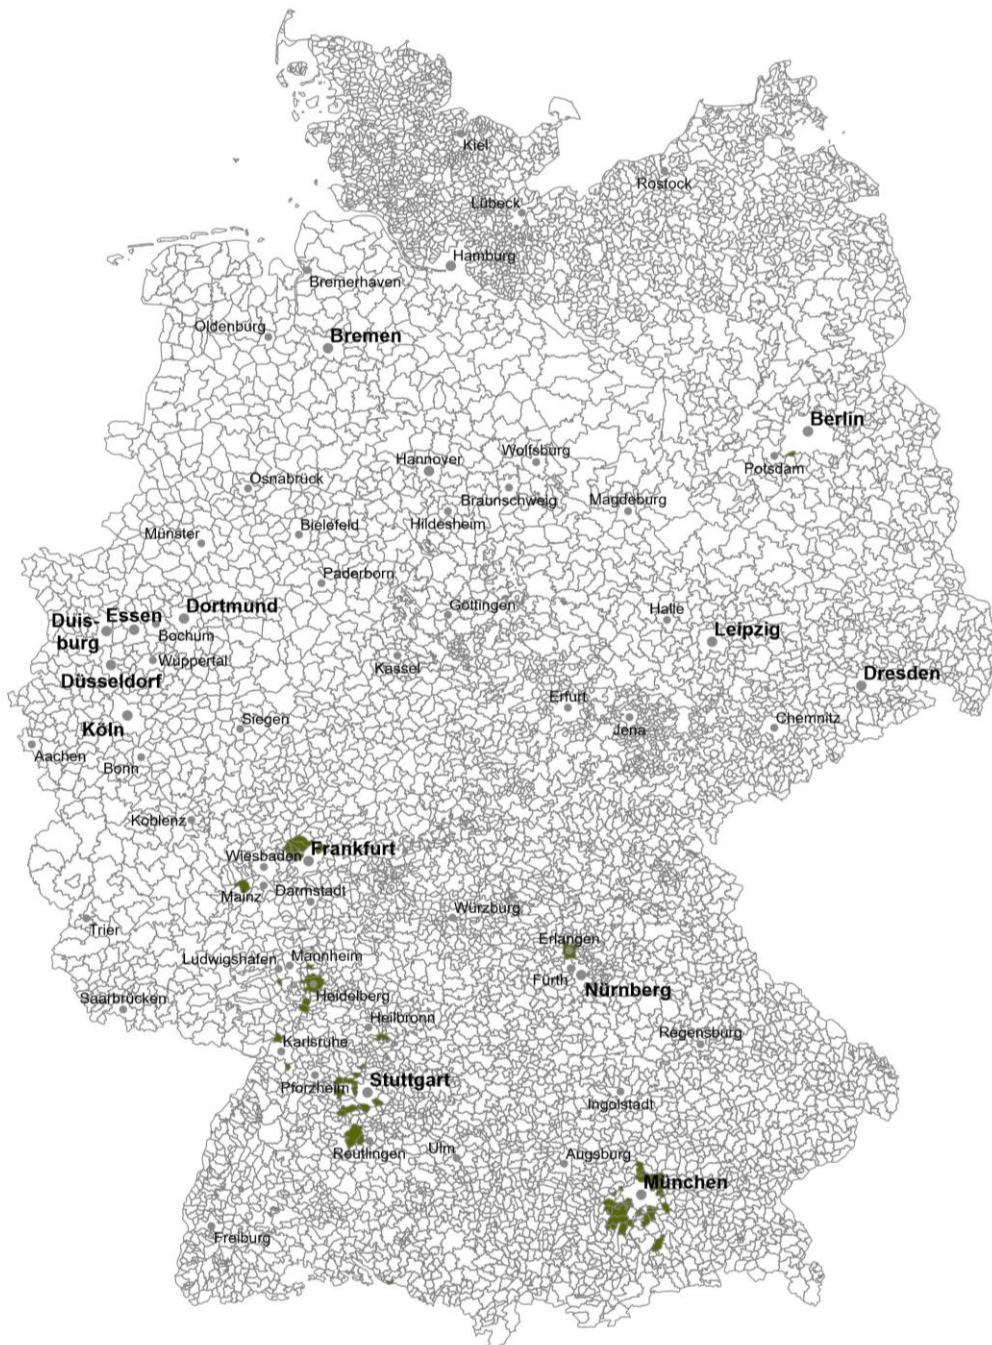 Kiel
Rostock
Lübeck
Hamburg
Bremerhaven
Oldenburg
Bremen
Berlin
Potsdam
Wolfsburg
Hannover
Osnabrück
Braunschweig
Magdeburg
Hildesheim
Bielefeld
Münster
Paderborn
Göttingen
Halle
Dortmund
Essen
Duis-
burg
Bochum
Leipzig
Wuppertal
Kassel
Düsseldorf
Dresden
Erfurt
Köln
Siegen
Jena
Chemnitz
Aachen
Bonn
Koblenz
Frankfurt
Wiesbaden
Mainz
Darmstadt
Würzburg
Trier
Erlangen
Ludwigshafen
Mannheim
Fürth
Nürnberg
Saarbrücken
Heidelberg
Heilbronn
Regensburg
Karlsruhe
Stuttgart
Pforzheim
Ingolstadt
Reutlingen
Ulm
Augsburg
München
Freiburg